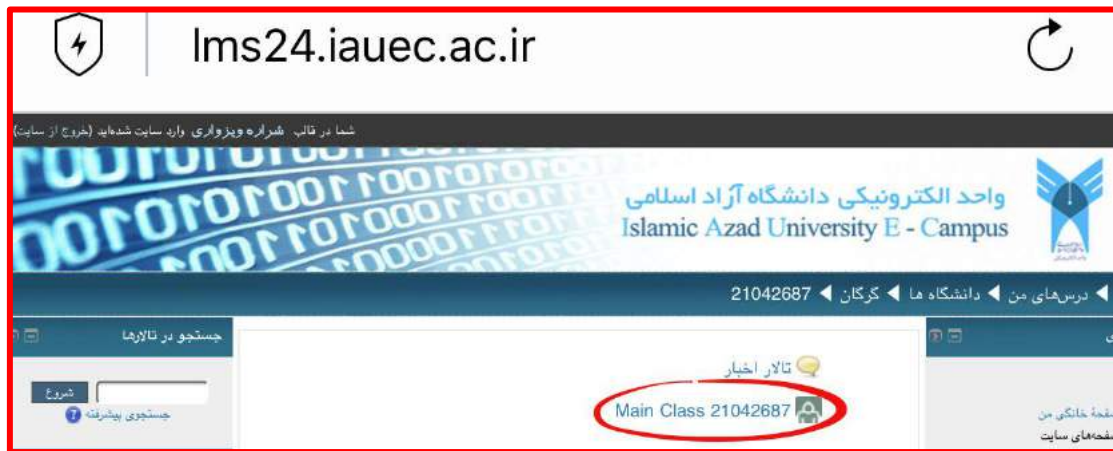 lms24.iauec.ac.ir
شما در قالب شراره ویزواری وارد سایت شده‌اید (خروج از سایت)
واحد الکترونیکی دانشگاه آزاد اسلامی
Islamic Azad University E - Campus
درس‌های من ◀ دانشگاه ها ◀ گرگان ◀ 21042687
جستجو در تالارها
شروع
جستجوی پیشرفته
تالار اخبار
Main Class 21042687
صفحهٔ خانگی من
صفحه‌های سایت